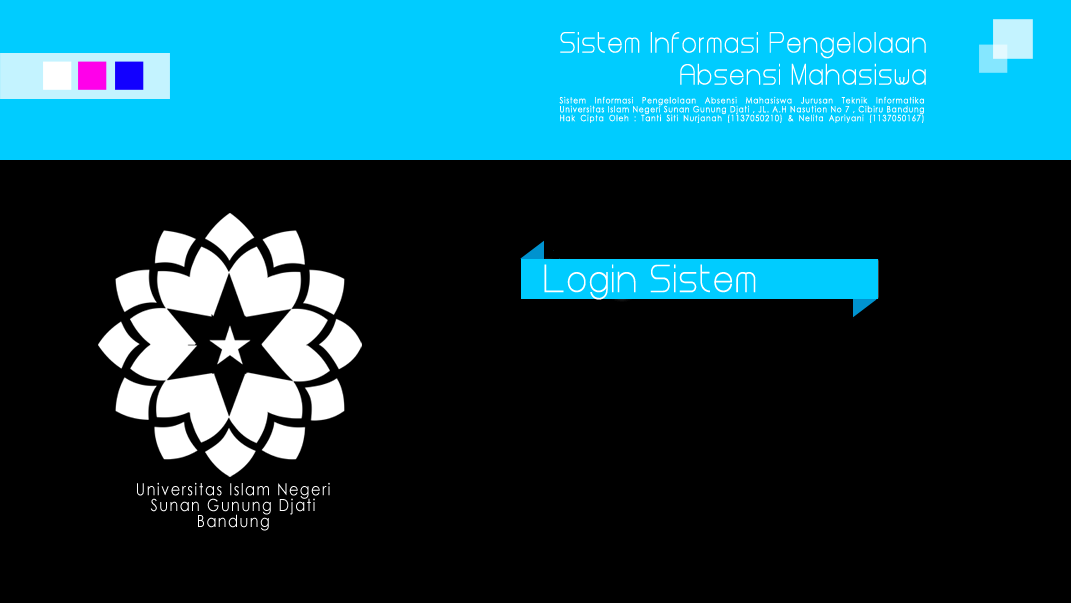 Sistem Informasi Pengelolaan
Absensi Mahasiswa
Sistem Informasi Pengelolaan Absensi Mahasiswa Jurusan Teknik Informatika
Universitas Islam Negeri Sunan Gunung Djati , JL. A.H Nasution No 7 , Cibiru Bandung
Hak Cipta Oleh : Tanti Siti Nurjanah (1137050210) & Nelita Apriyani (1137050167)
Login Sistem
Universitas Islam Negeri
Sunan Gunung Djati
Bandung